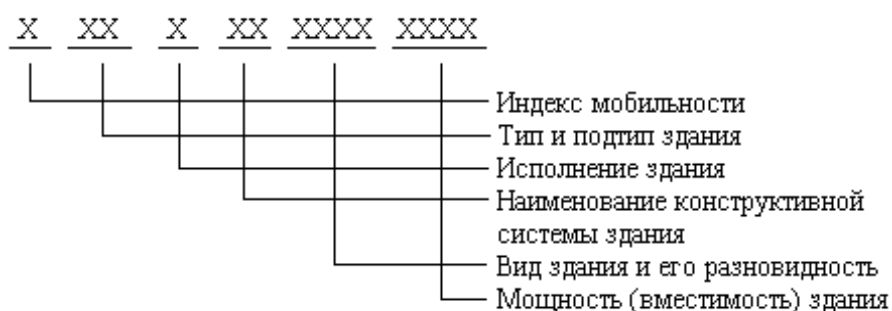 X XX X XX XXXX XXXX
Индекс мобильности
Тип и подтип здания
Исполнение здания
Наименование конструктивной
системы здания
Вид здания и его разновидность
Мощность (вместимость) здания